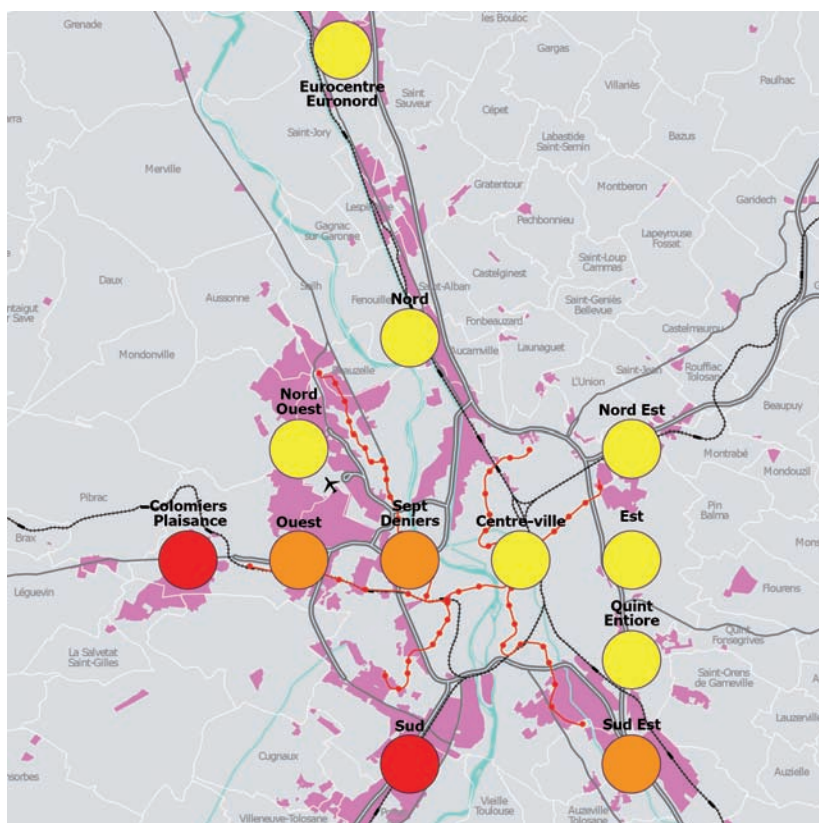 Grenade
les Bouloc
Gargas
Villariès
Paulhac
Eurocentre
Euronord
Saint
Sauveur
Cépet
Saint-Jory
Labastide
Saint-Sernin
Bazus
Merville
Gratentour
Montberon
Garidech
Lespinasse
Gagnac
sur Garonne
Pechbonnieu
Lapeyrouse
Fossat
Saint-Loup
Cammas
Daux
Castelginest
Aussonne
Seilh
Fenouillet
Saint-Alban
Saint-Geniès
Bellevue
Nord
Fonbeauzard
Castelmaurou
Mondonville
Aucamville
Launaguet
Beauzelle
L'Union
Saint-Jean
Rouffiac
Tolosan
Nord
Ouest
Nord Est
Beaupuy
Montrabé
Mondouzil
Pibrac
Colomiers
Plaisance
Ouest
Sept
Deniers
Centre-ville
Est
Pin
Balma
Brax
Léguevin
Flourens
Quint
Entiore
Quint
Fonsegrives
La Salvetat
Saint-Gilles
Saint-Orens
de Gameville
Sud
Sud Est
Cugnaux
Auzielle
Villeneuve-Tolosane
Vieille
Toulouse
Auzeville
Tolosane